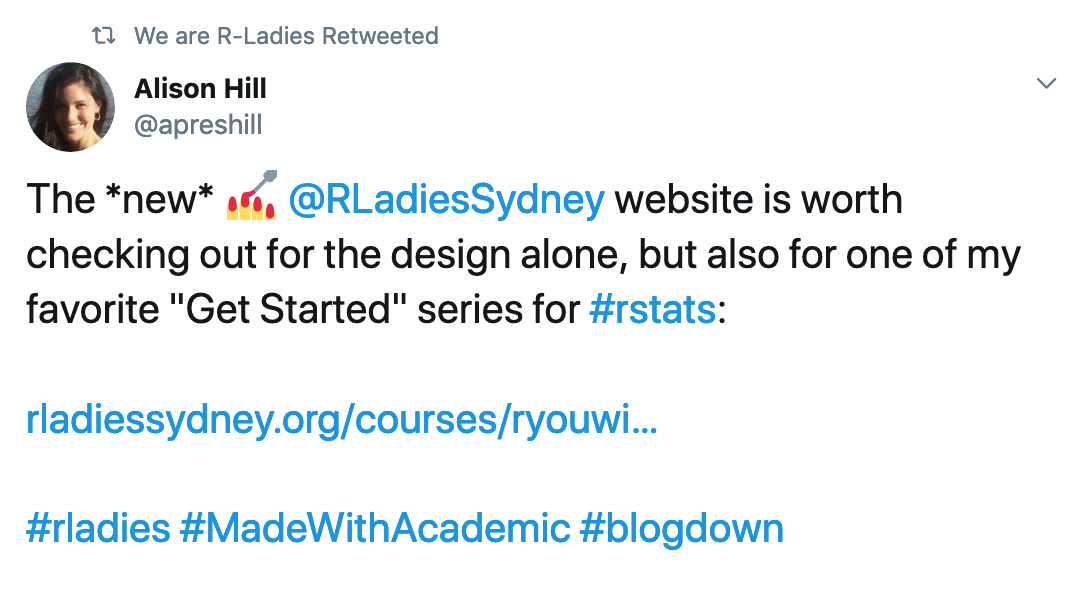 We are R-Ladies Retweeted
Alison Hill
@apreshill
The *new* 💅 @RLadiesSydney website is worth
checking out for the design alone, but also for one of my
favorite "Get Started" series for #rstats:
rladiessydney.org/courses/ryouwi...
#rladies #MadeWithAcademic #blogdown